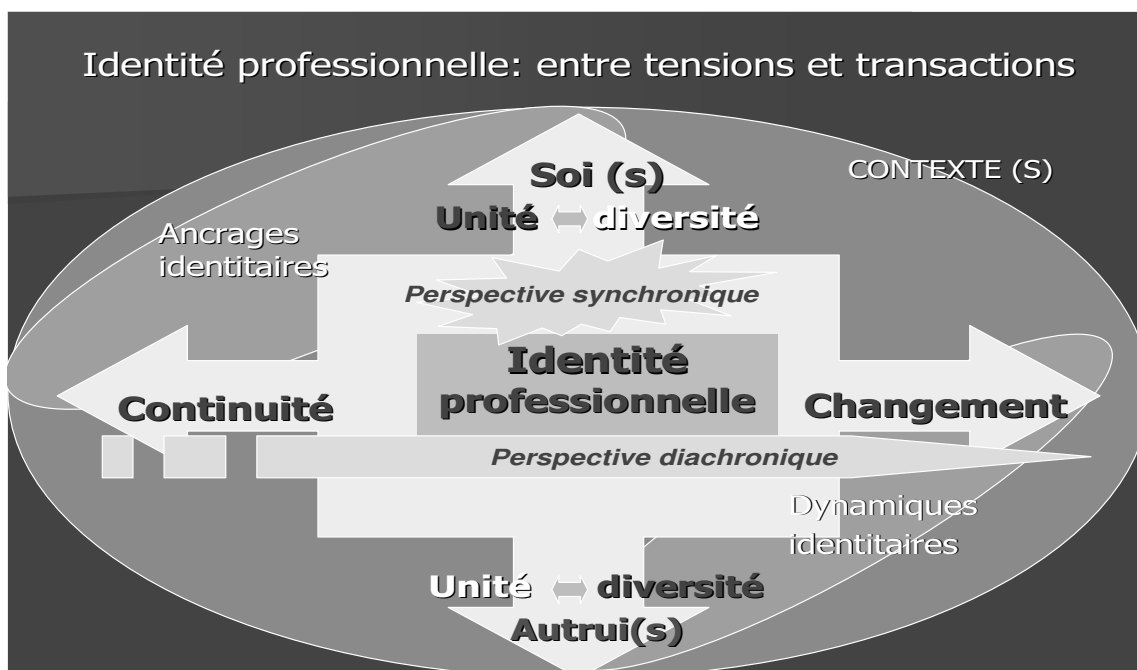 Identité professionnelle: entre tensions et transactions
Soi (s)
CONTEXTE (S)
Unité diversité
Ancrages
identitaires
Perspective synchronique
Identité
professionnelle
Continuité
Changement
Perspective diachronique
Dynamiques
identitaires
Unité diversité
Autrui(s)